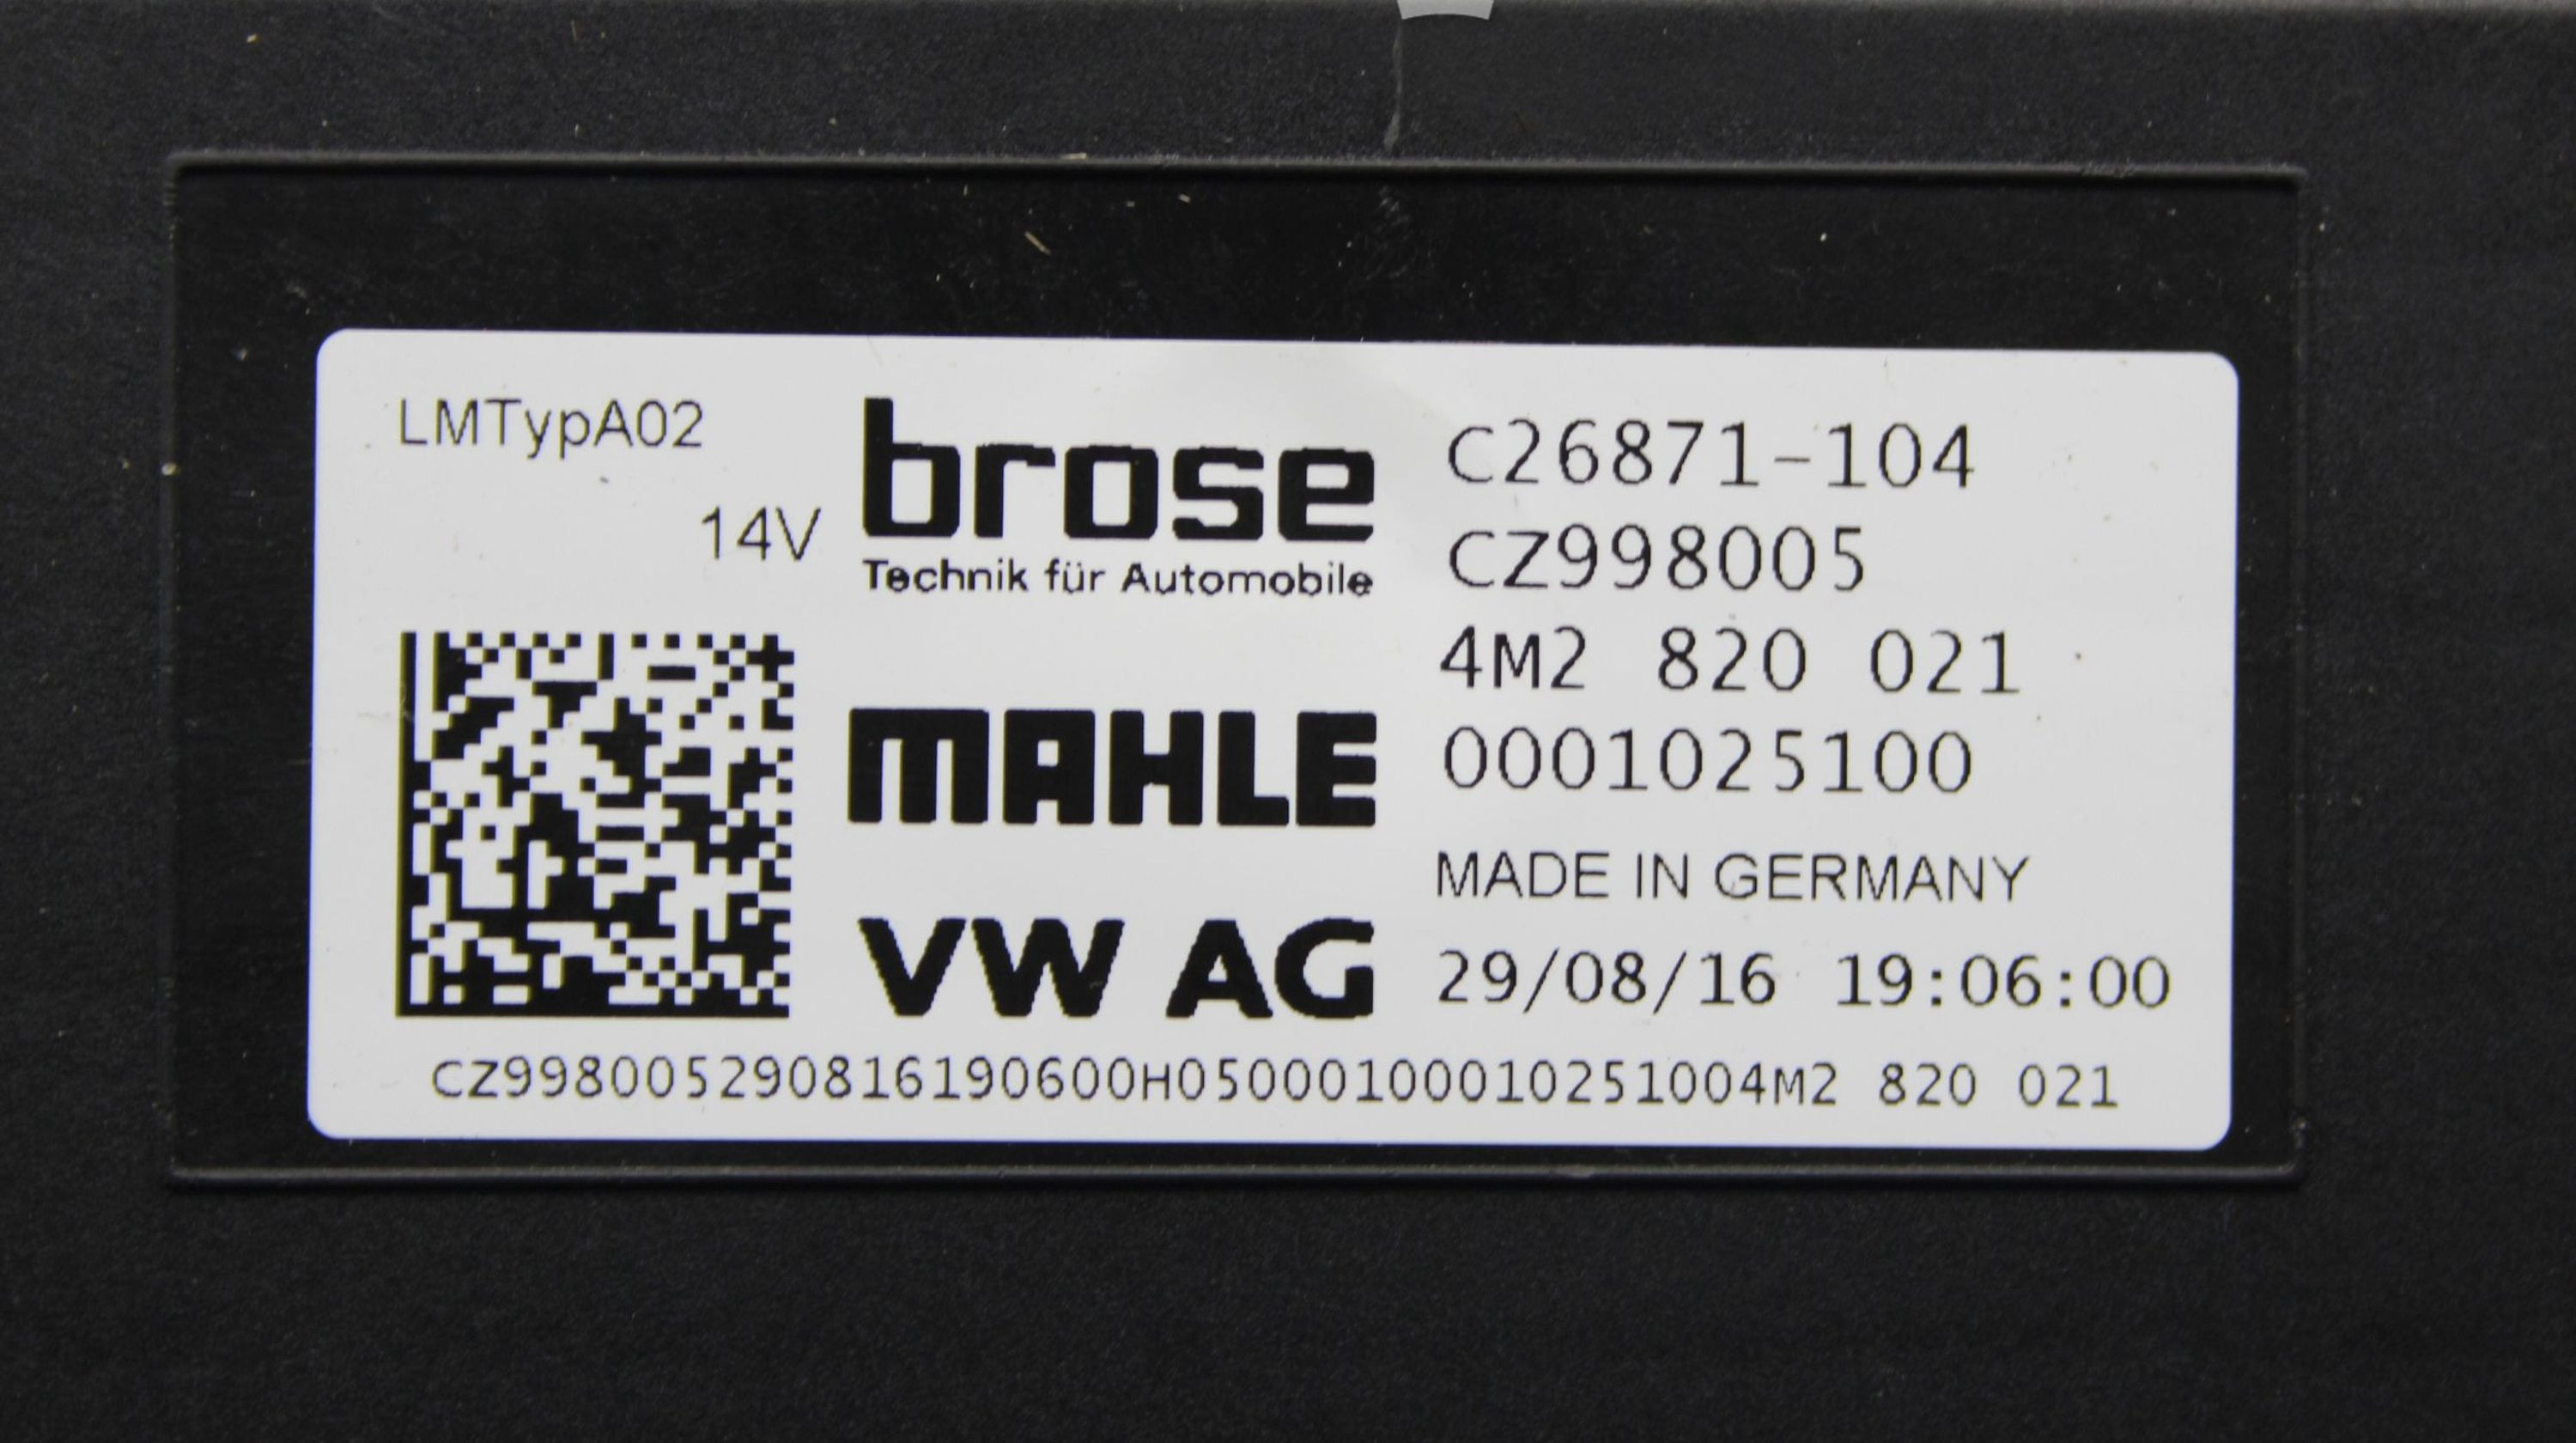 LMTypA02
14V
brose
Technik für Automobile
MAHLE
VW AG
C26871-104
CZ998005
4M2 820 021
0001025100
MADE IN GERMANY
29/08/16 19:06:00
CZ998005290816190600H05000100010251004M2 820 021